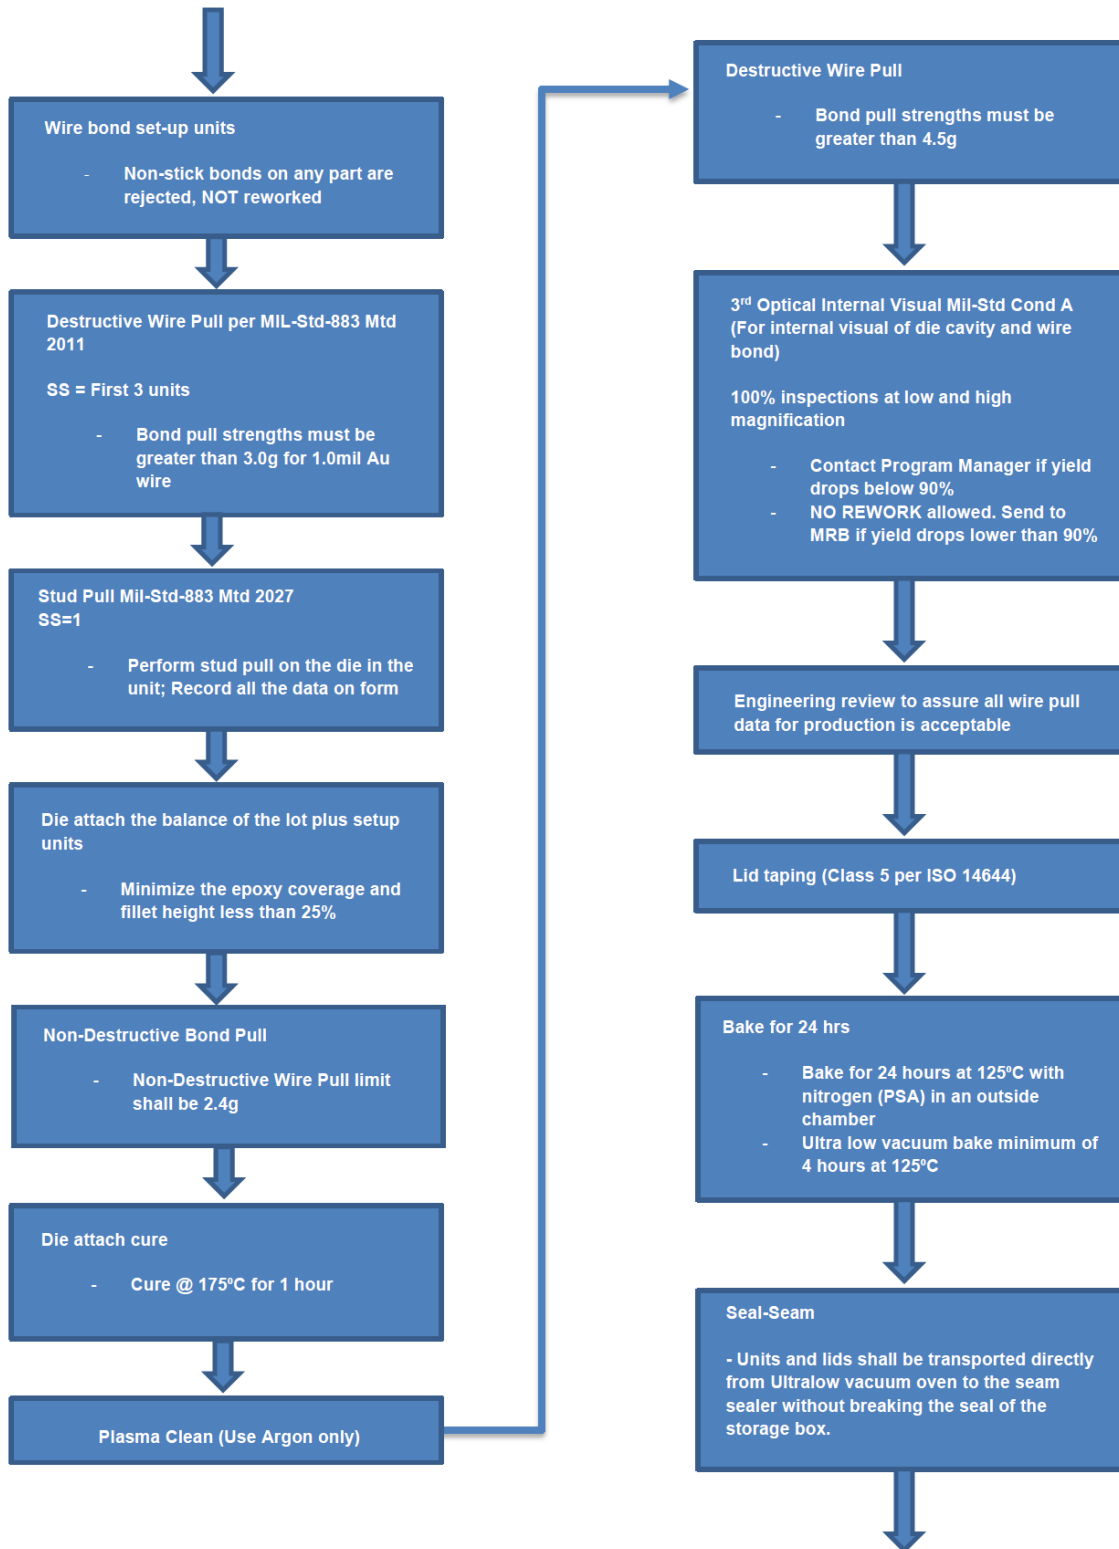 Wire bond set-up units
- Non-stick bonds on any part are
rejected, NOT reworked
Destructive Wire Pull per MIL-Std-883 Mtd
2011
SS = First 3 units
- Bond pull strengths must be
greater than 3.0g for 1.0mil Au
wire
Stud Pull Mil-Std-883 Mtd 2027
SS=1
- Perform stud pull on the die in the
unit; Record all the data on form
Die attach the balance of the lot plus setup
units
- Minimize the epoxy coverage and
fillet height less than 25%
Non-Destructive Bond Pull
- Non-Destructive Wire Pull limit
shall be 2.4g
Die attach cure
- Cure @ 175ºC for 1 hour
Plasma Clean (Use Argon only)
Destructive Wire Pull
- Bond pull strengths must be
greater than 4.5g
3rd Optical Internal Visual Mil-Std Cond A
(For internal visual of die cavity and wire
bond)
100% inspections at low and high
magnification
- Contact Program Manager if yield
drops below 90%
- NO REWORK allowed. Send to
MRB if yield drops lower than 90%
Engineering review to assure all wire pull
data for production is acceptable
Lid taping (Class 5 per ISO 14644)
Bake for 24 hrs
- Bake for 24 hours at 125ºC with
nitrogen (PSA) in an outside
chamber
- Ultra low vacuum bake minimum of
4 hours at 125ºC
Seal-Seam
- Units and lids shall be transported directly
from Ultralow vacuum oven to the seam
sealer without breaking the seal of the
storage box.